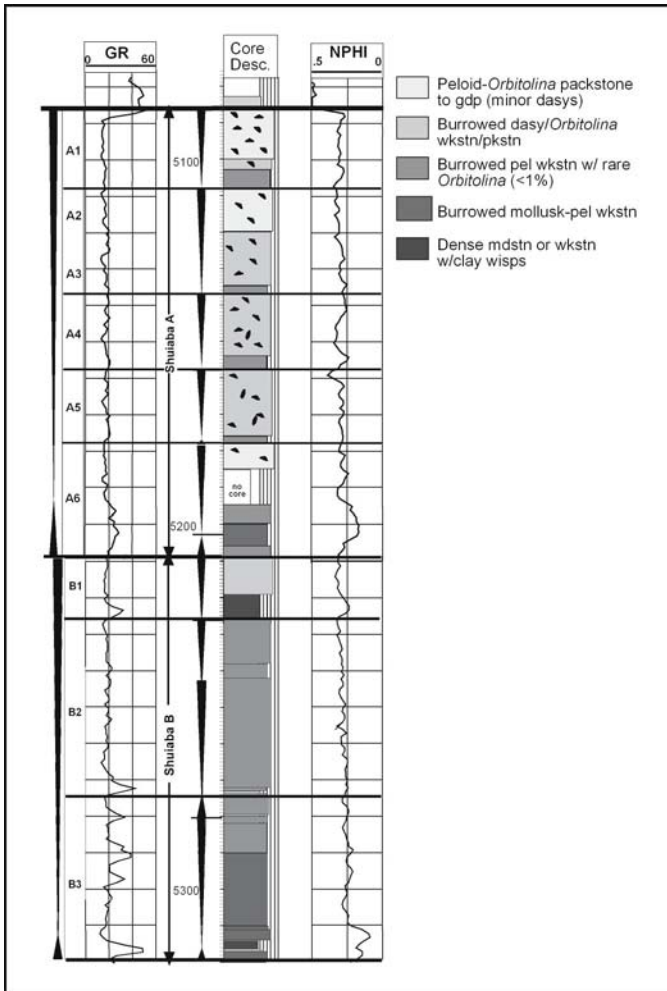 GR
0 60
Core
Desc.
NPHI
.5 0
Peloid-Orbitolina packstone
to gdp (minor dasys)
Burrowed dasy/Orbitolina
wkstn/pkstn
Burrowed pel wkstn w/ rare
Orbitolina (<1%)
Burrowed mollusk-pel wkstn
Dense mdstn or wkstn
w/clay wisps
A1
5100
A2
A3
Shuiaba A
A4
A5
A6
no
core
5200
B1
B2
Shuiaba B
B3
5300